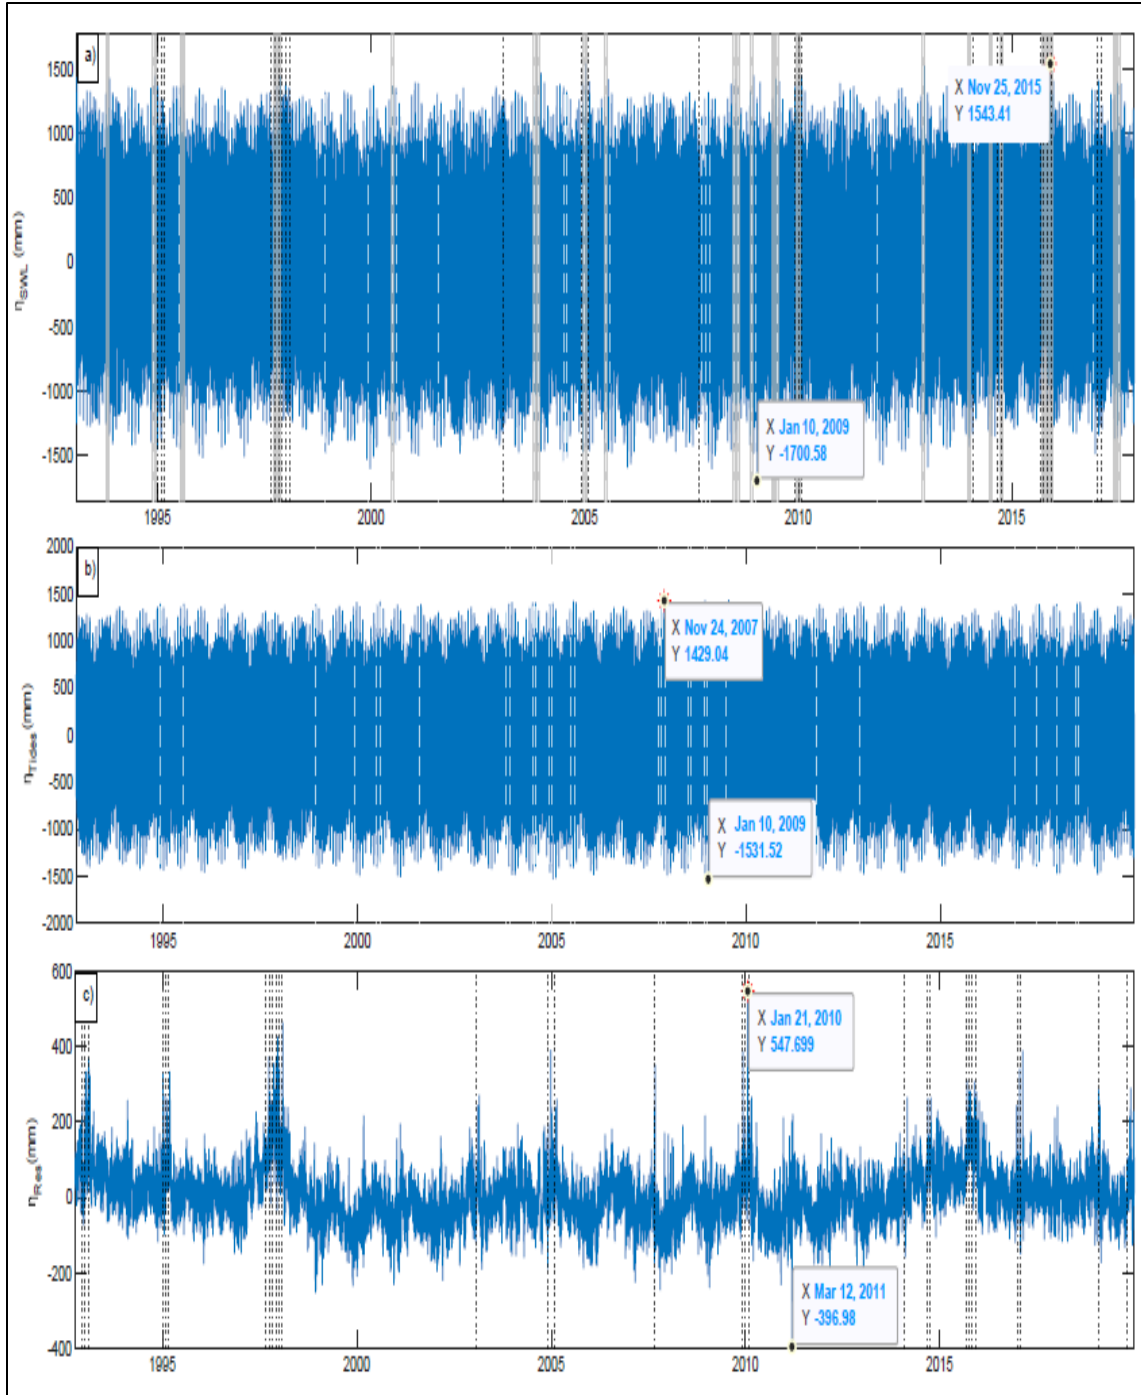 a)
1500
1000
500
0
-500
-1000
-1500
ηSWL (mm)
X Nov 25, 2015
Y 1543.41
X Jan 10, 2009
Y -1700.58
1995 2000 2005 2010 2015
b)
2000
1500
1000
500
0
-500
-1000
-1500
-2000
ηTides (mm)
X Nov 24, 2007
Y 1429.04
X Jan 10, 2009
Y -1531.52
1995 2000 2005 2010 2015
c)
600
400
200
0
-200
-400
ηRes (mm)
X Jan 21, 2010
Y 547.699
X Mar 12, 2011
Y -396.98
1995 2000 2005 2010 2015